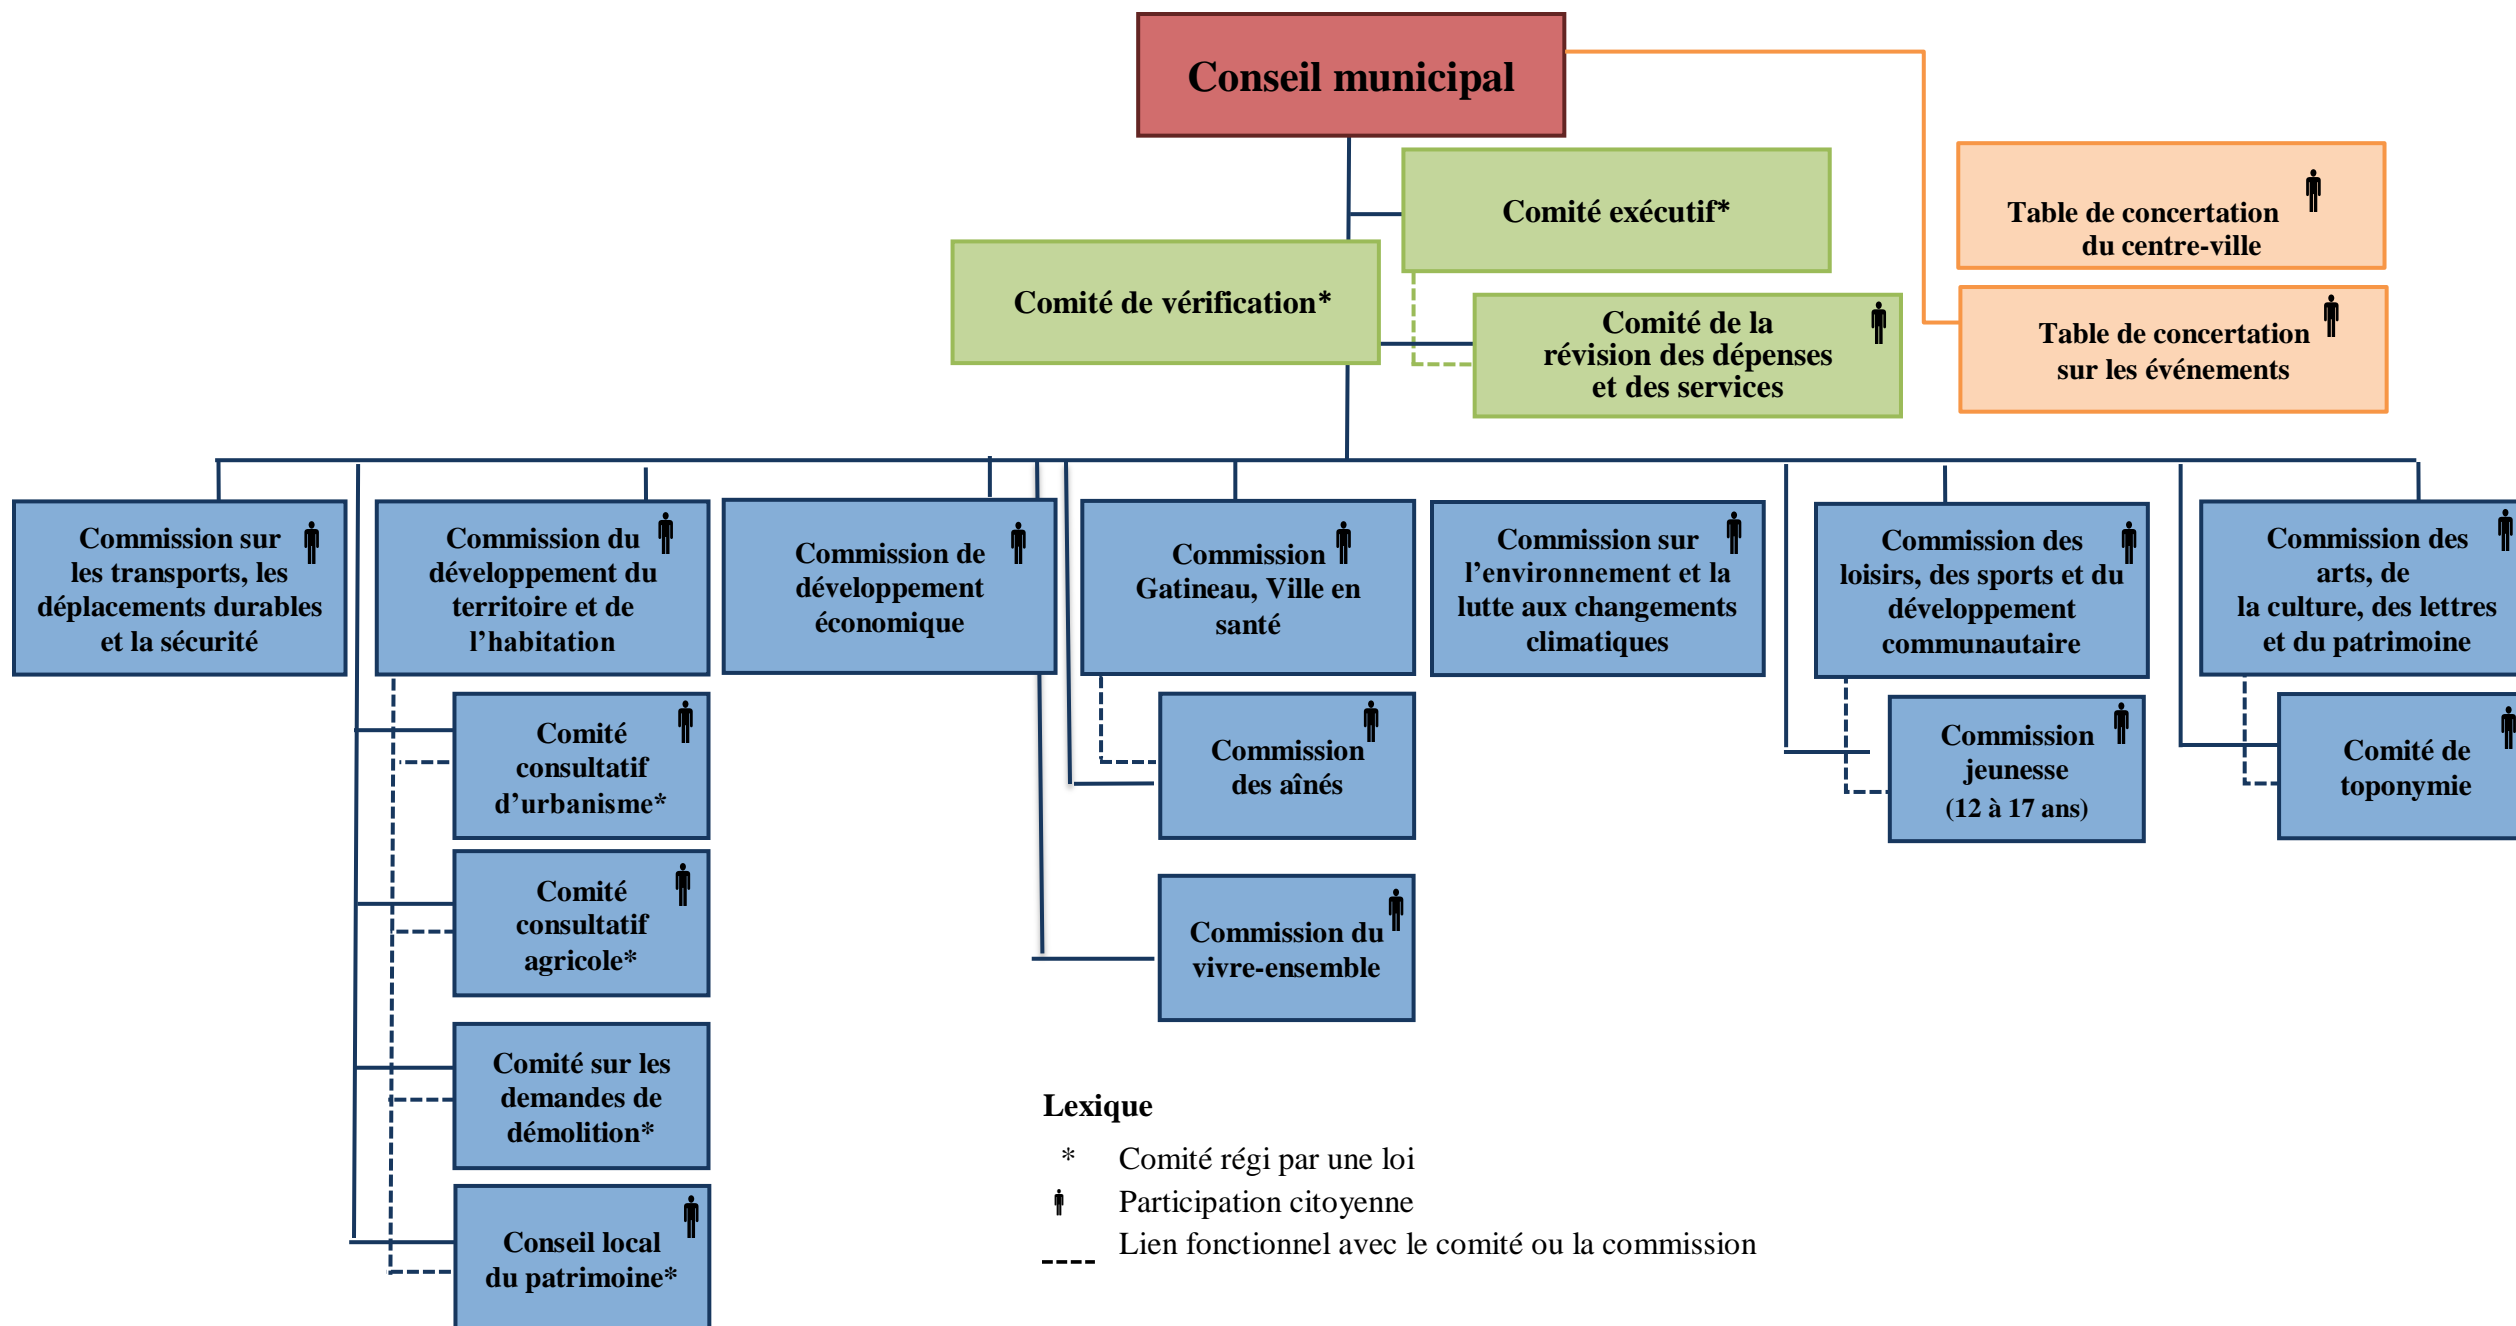 Conseil municipal
Comité exécutif*
Comité de vérification*
Comité de la
révision des dépenses
et des services
Table de concertation
du centre-ville
Table de concertation
sur les événements
Commission sur
les transports, les
déplacements durables
et la sécurité
Commission du
développement du
territoire et de
l’habitation
Commission de
développement
économique
Commission
Gatineau, Ville en
santé
Commission sur
l’environnement et la
lutte aux changements
climatiques
Commission des
loisirs, des sports et du
développement
communautaire
Commission des
arts, de
la culture, des lettres
et du patrimoine
Comité
consultatif
d’urbanisme*
Commission
des aînés
Commission
jeunesse
(12 à 17 ans)
Comité de
toponymie
Comité
consultatif
agricole*
Commission du
vivre-ensemble
Comité sur les
demandes de
démolition*
Conseil local
du patrimoine*
Lexique
* Comité régi par une loi
Participation citoyenne
Lien fonctionnel avec le comité ou la commission